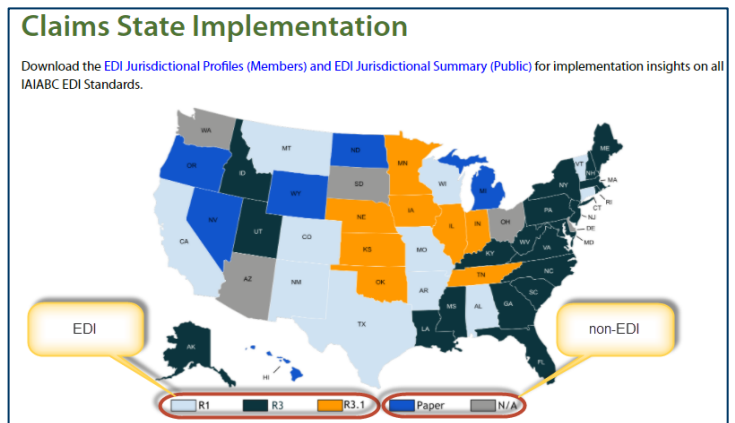 Claims State Implementation
Download the EDI Jurisdictional Profiles (Members) and EDI Jurisdictional Summary (Public) for implementation insights on all
IAIABC EDI Standards.
WA
MT
ND
MN
ME
OR
ID
SD
WI
MI
VT
NH
NY
MA
WY
RI
CT
NV
NE
IA
PA
NJ
IL
IN
OH
DE
UT
CO
WV
VA
MD
CA
KS
MO
KY
NC
TN
AZ
NM
OK
AR
SC
MS
AL
GA
EDI
non-EDI
TX
LA
AK
FL
HI
R1
R3
R3.1
Paper
N/A